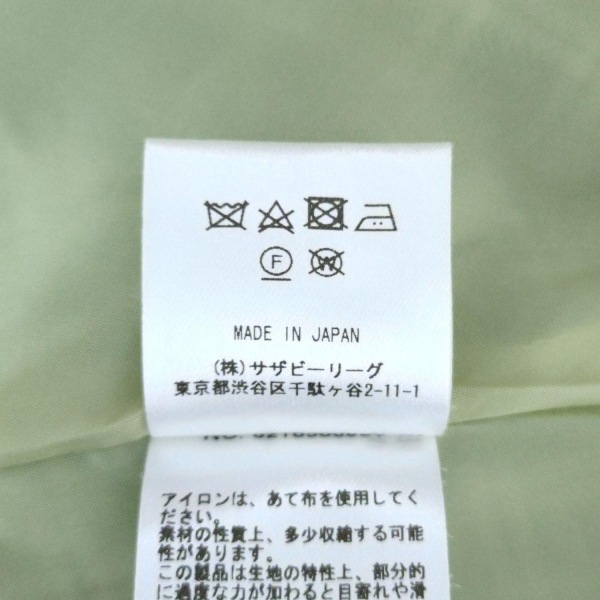 F
W
MADE IN JAPAN
(株)サザビーリーグ
東京都渋谷区千駄ヶ谷2-11-1
アイロンは、あて布を使用してく
ださい。
素材の性質上、多少収縮する可能
性があります。
この製品は生地の特性上、部分的
に過度な力が加わると目寄れや滑